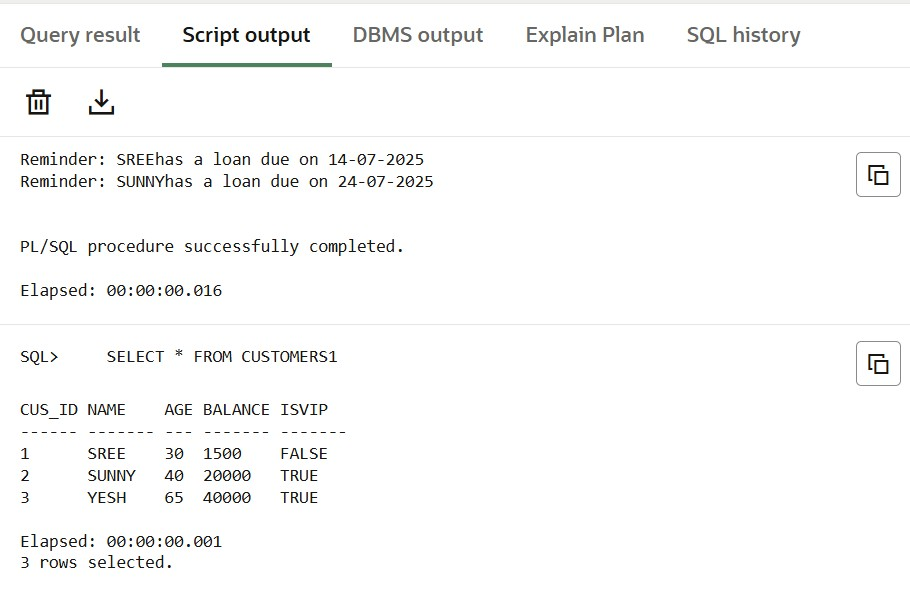 Query result Script output DBMS output Explain Plan SQL history
Reminder: SREEhas a loan due on 14-07-2025
Reminder: SUNNYhas a loan due on 24-07-2025
PL/SQL procedure successfully completed.
Elapsed: 00:00:00.016
SQL> SELECT * FROM CUSTOMERS1
CUS_ID NAME AGE BALANCE ISVIP
------ ------- --- ------- -------
1 SREE 30 1500 FALSE
2 SUNNY 40 20000 TRUE
3 YESH 65 40000 TRUE
Elapsed: 00:00:00.001
3 rows selected.